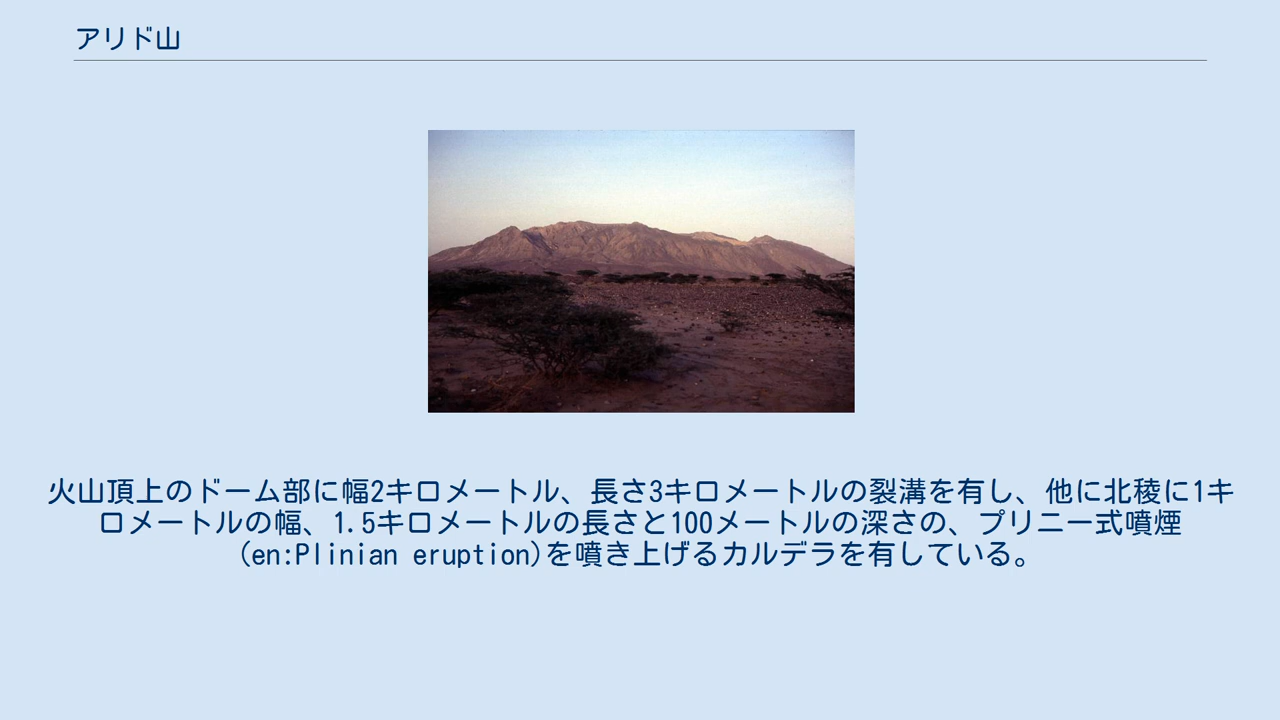 アリド山
火山頂上のドーム部に幅2キロメートル、長さ3キロメートルの裂溝を有し、他に北稜に1キ
ロメートルの幅、1.5キロメートルの長さと100メートルの深さの、プリニー式噴煙
(en:Plinian eruption)を噴き上げるカルデラを有している。